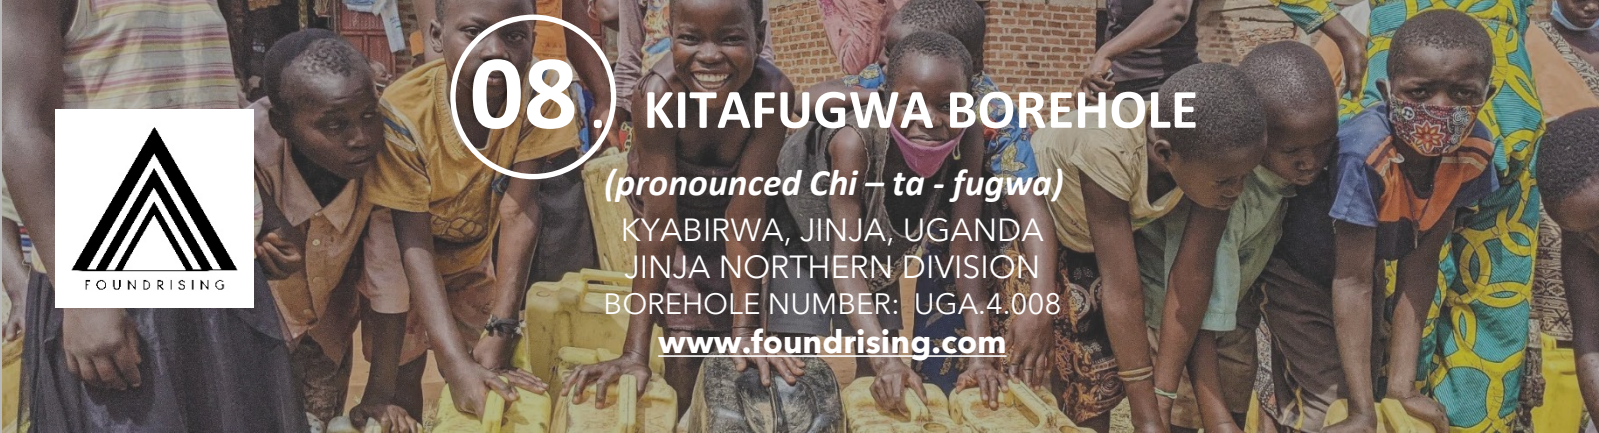 08. KITAFUGWA BOREHOLE
(pronounced Chi – ta - fugwa)
KYABIRWA, JINJA, UGANDA
JINJA NORTHERN DIVISION
BOREHOLE NUMBER:  UGA.4.008
www.foundrising.com
FOUNDRISING